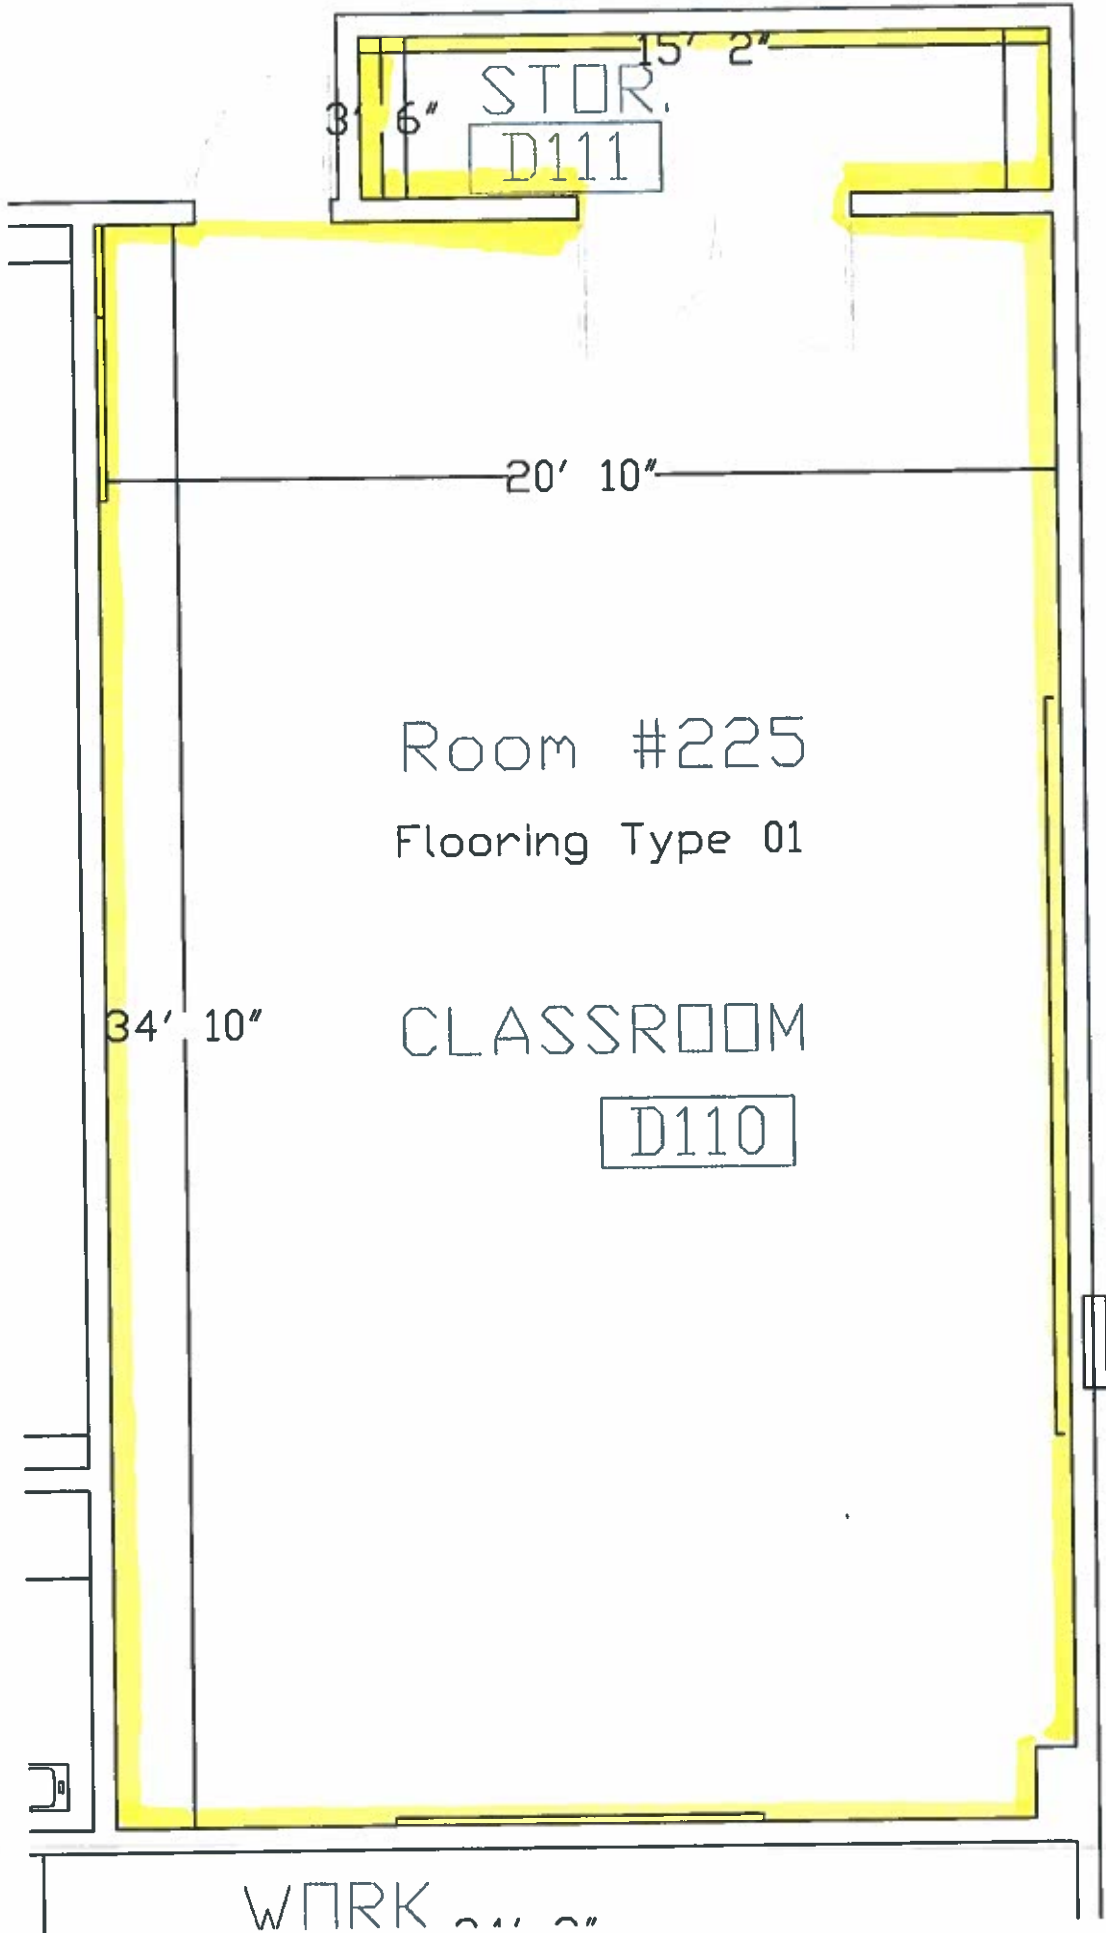 15' 2"
STOR.
3' 6"
D111
20' 10"
Room #225
Flooring Type 01
34' 10"
CLASSROOM
D110
WORK